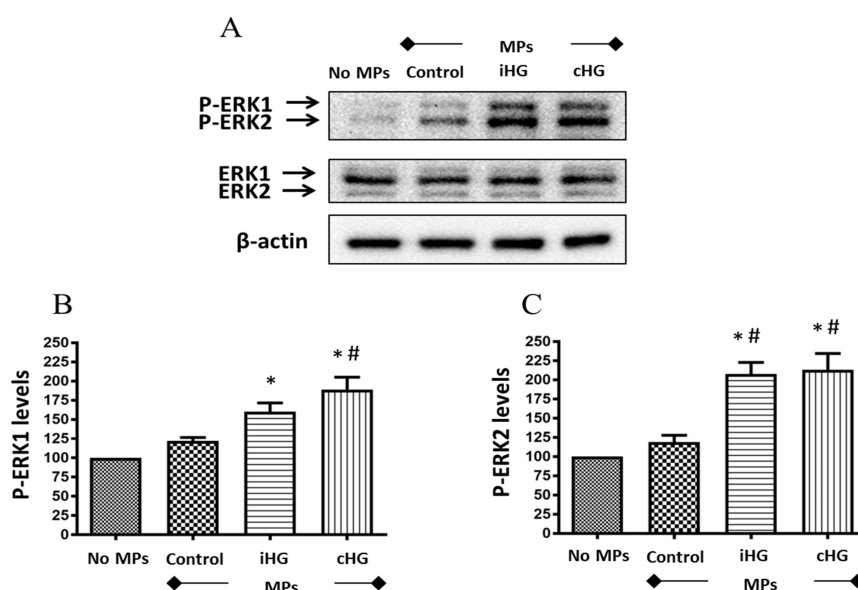 A
MPs
No MPs Control iHG cHG
P-ERK1
P-ERK2
ERK1
ERK2
β-actin
B
P-ERK1 levels
250
225
200
175
150
125
100
75
50
25
0
*
* #
No MPs Control iHG cHG
MPs
C
P-ERK2 levels
250
225
200
175
150
125
100
75
50
25
0
* #
* #
No MPs Control iHG cHG
MPs